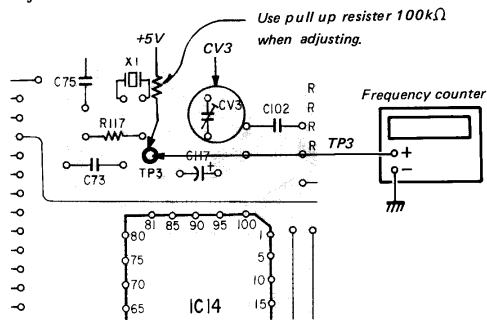 Use pull up resister 100kΩ
when adjusting.
+5V
X1
CV3
C75
CV3
C102
R
R
R
R
Frequency counter
R117
C117
+
TP3
TP3
+
−
C73
81 85 90 95 100
80
75
70
65
1
5
10
15
IC14